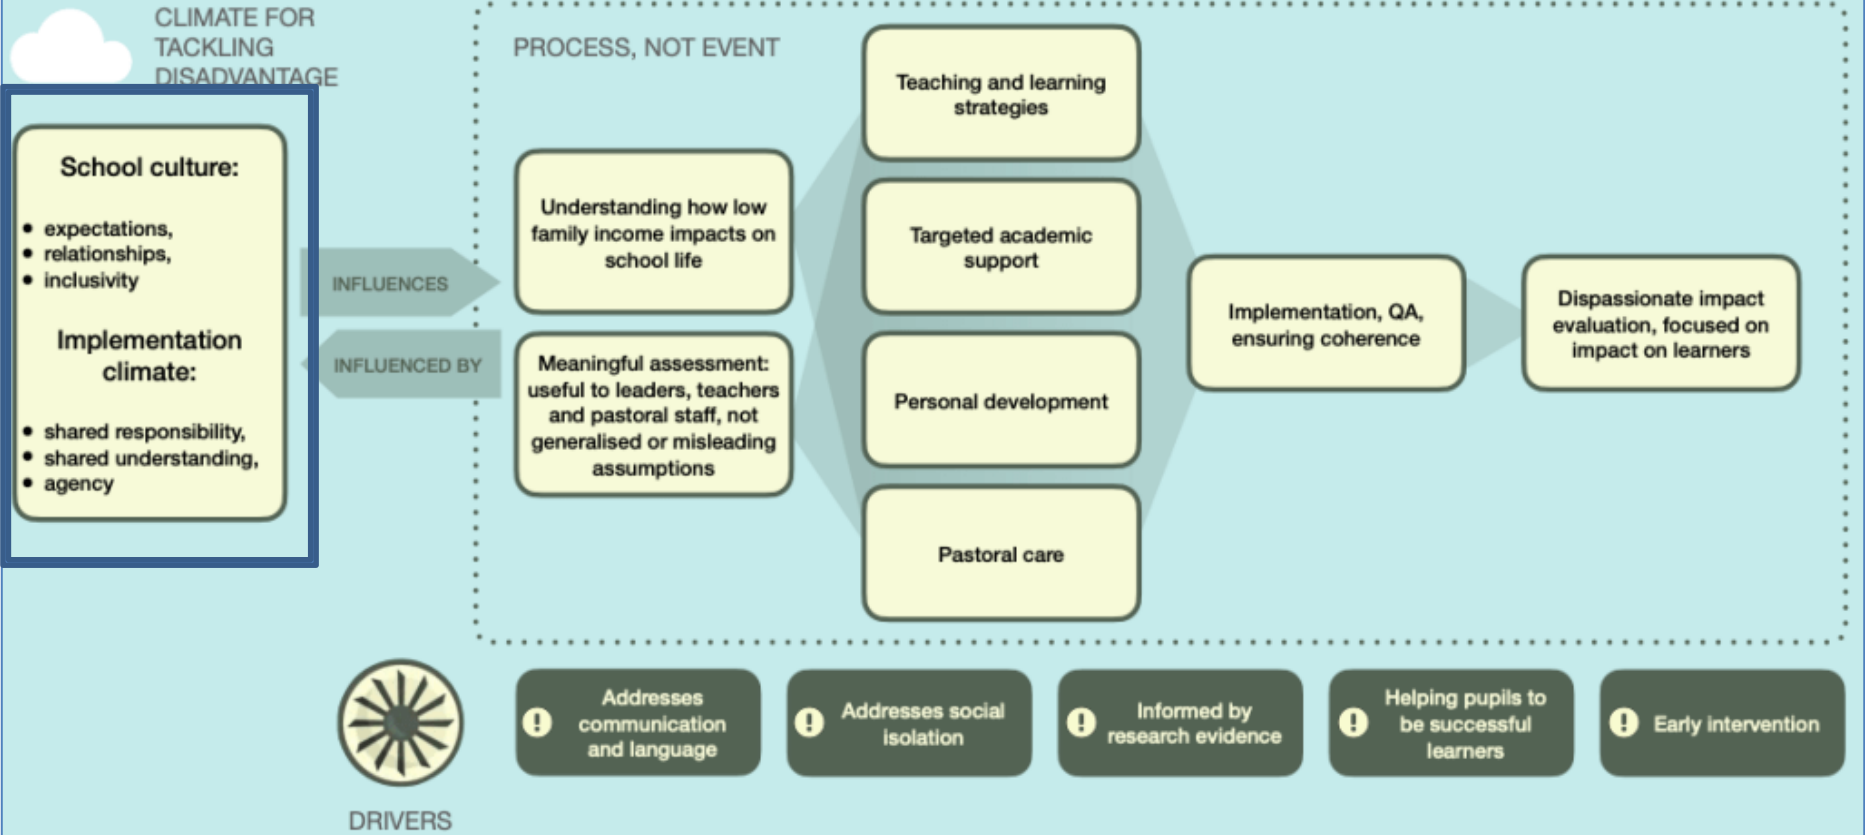 CLIMATE FOR
TACKLING
DISADVANTAGE
School culture:
• expectations,
• relationships,
• inclusivity
Implementation
climate:
• shared responsibility,
• shared understanding,
• agency
INFLUENCES
INFLUENCED BY
PROCESS, NOT EVENT
Understanding how low
family income impacts on
school life
Meaningful assessment:
useful to leaders, teachers
and pastoral staff, not
generalised or misleading
assumptions
Teaching and learning
strategies
Targeted academic
support
Personal development
Pastoral care
Implementation, QA,
ensuring coherence
Dispassionate impact
evaluation, focused on
impact on learners
DRIVERS
! Addresses
communication
and language
! Addresses social
isolation
! Informed by
research evidence
! Helping pupils to
be successful
learners
! Early intervention